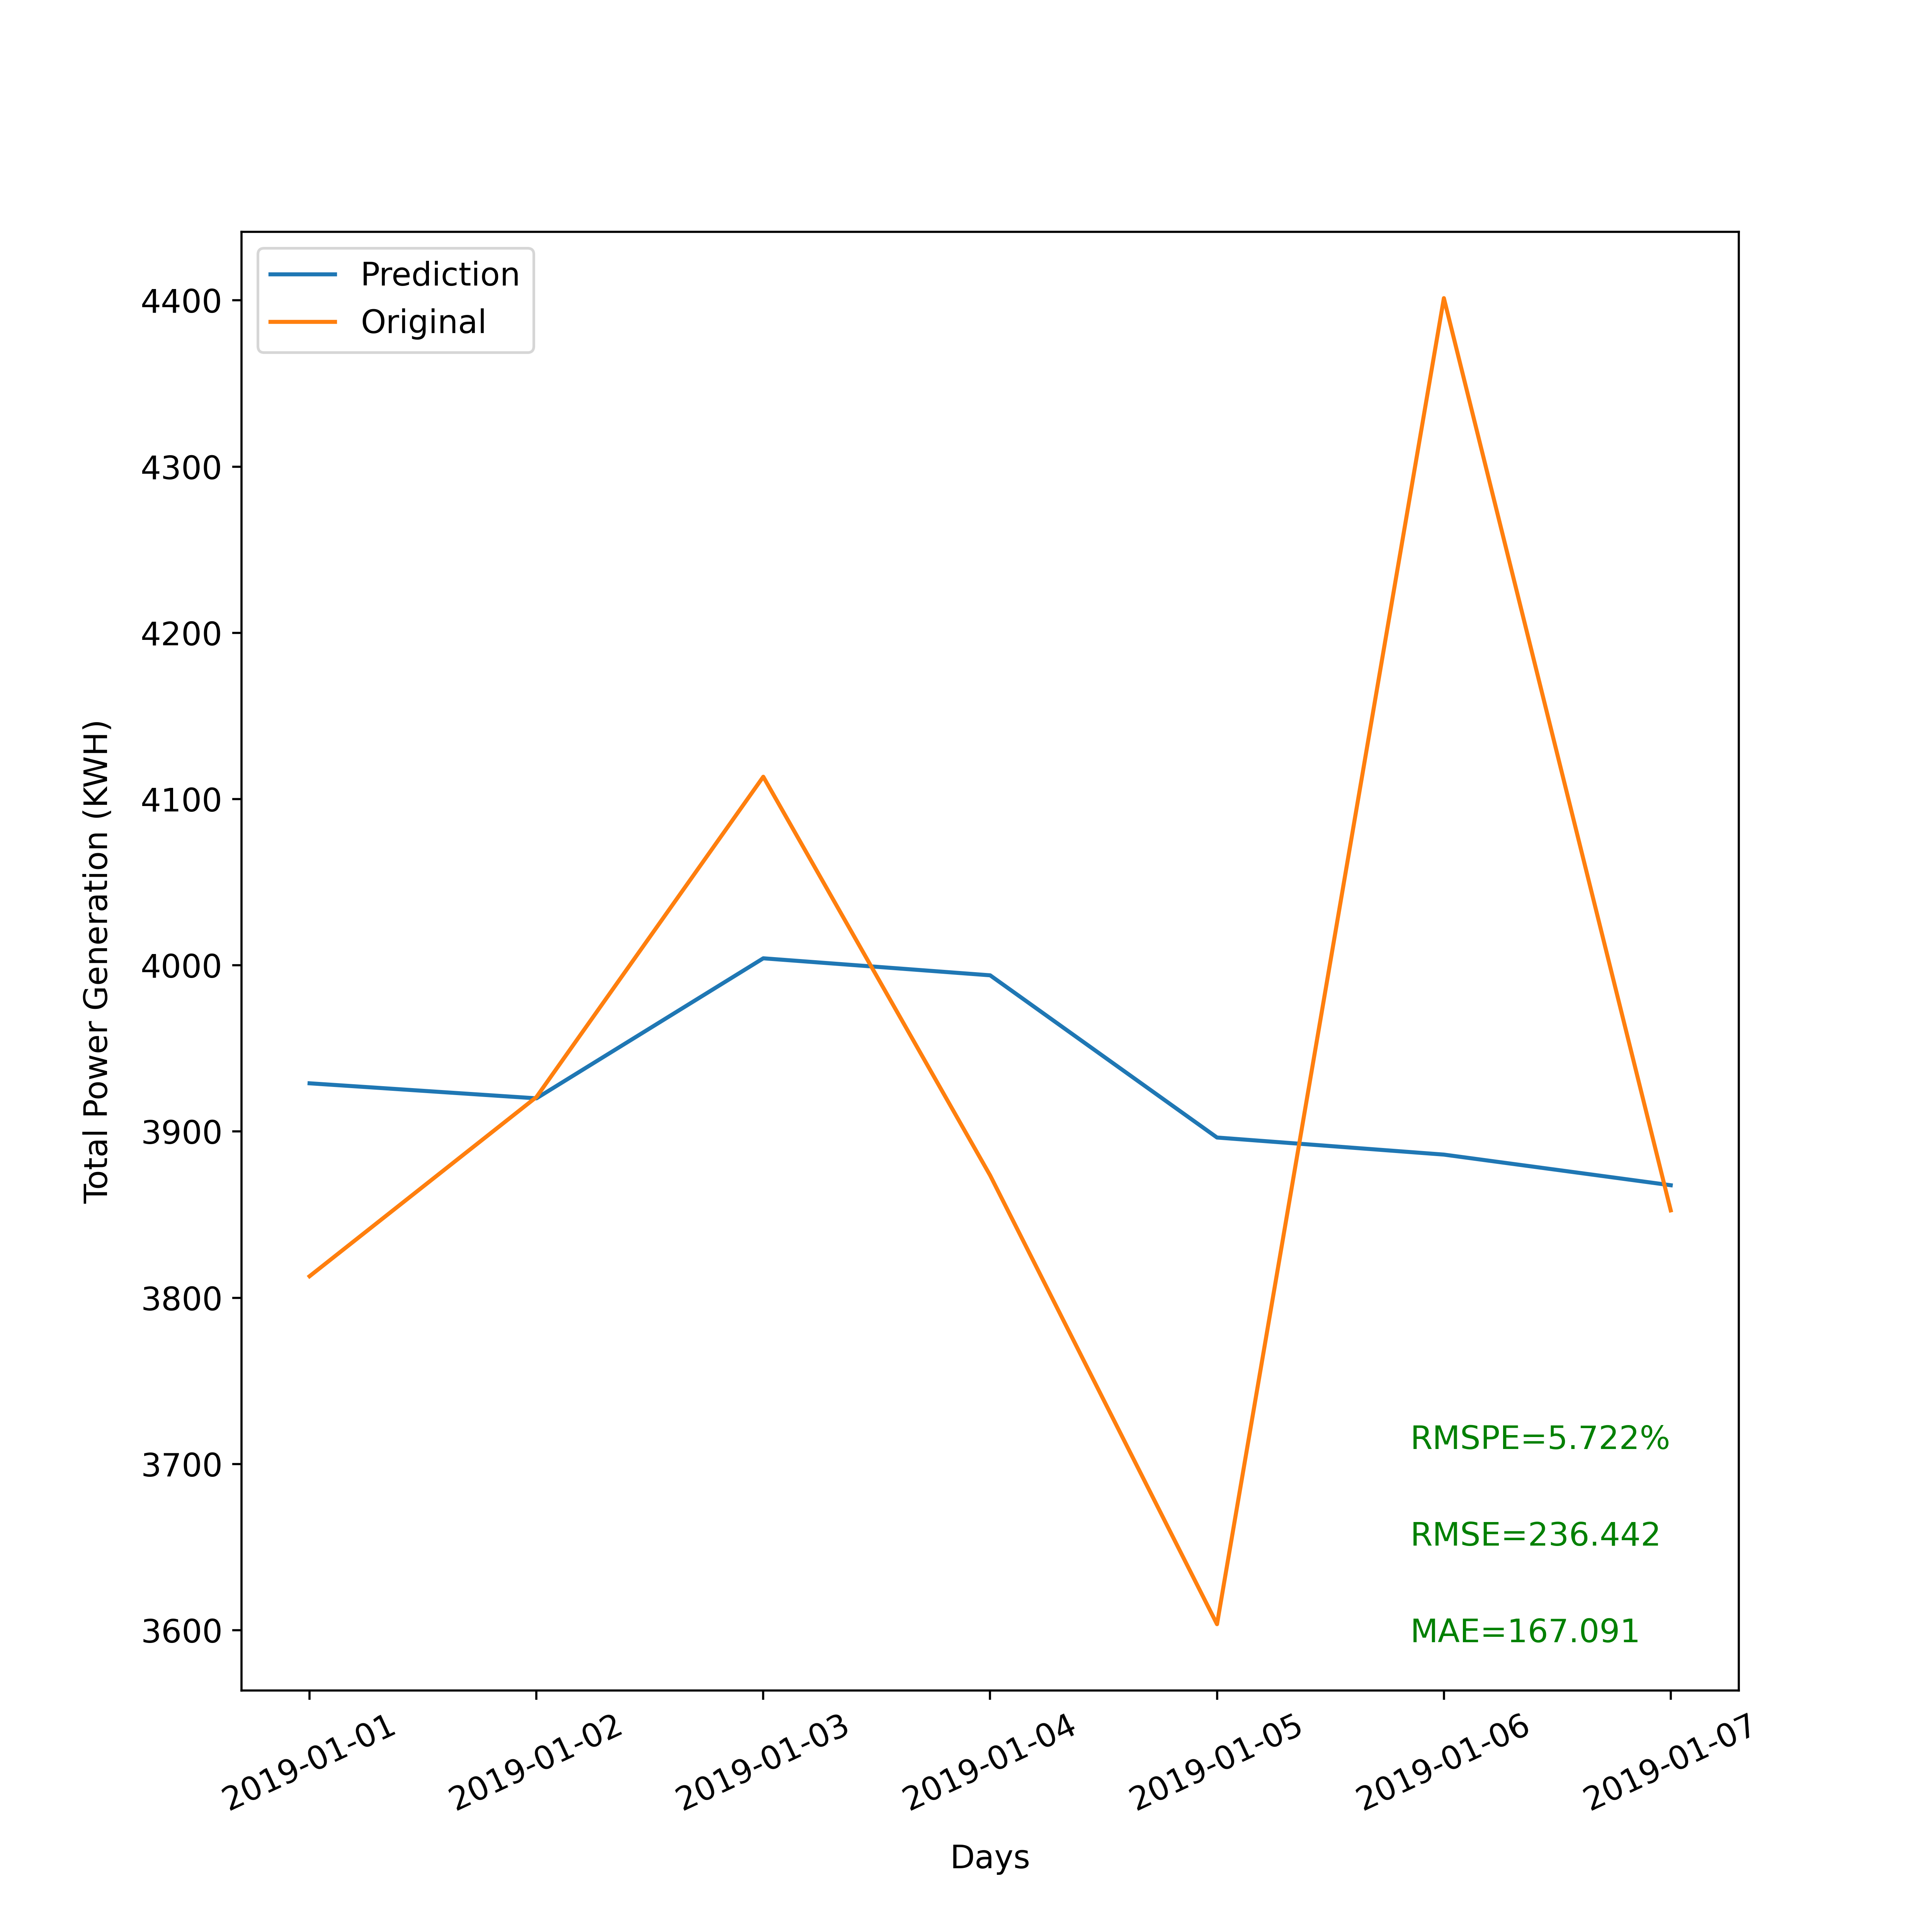 Prediction
Original
4400
4300
4200
4100
4000
3900
3800
3700
3600
Total Power Generation (KWH)
RMSPE=5.722%
RMSE=236.442
MAE=167.091
2019-01-01
2019-01-02
2019-01-03
2019-01-04
2019-01-05
2019-01-06
2019-01-07
Days